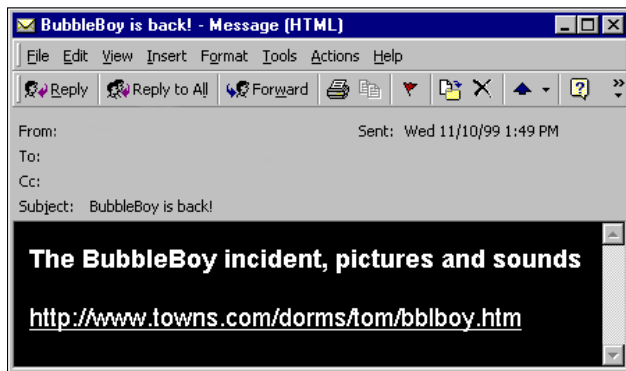 BubbleBoy is back! - Message (HTML)
File Edit View Insert Format Tools Actions Help
Reply Reply to All Forward
From: Sent: Wed 11/10/99 1:49 PM
To:
Cc:
Subject: BubbleBoy is back!
The BubbleBoy incident, pictures and sounds
http://www.towns.com/dorms/tom/bblboy.htm